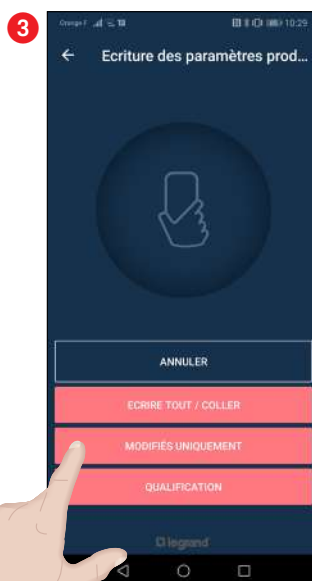 3
Orange F
10:29
Ecriture des paramètres prod...
ANNULER
ECRIRE TOUT / COLLER
MODIFIÉS UNIQUEMENT
QUALIFICATION
legrand